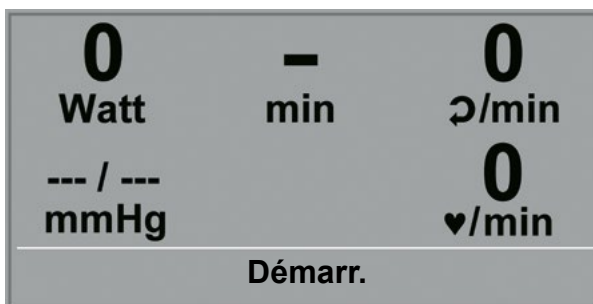 0 – 0
Watt min ↻/min
--- / --- 0
mmHg ♥/min
Démarr.